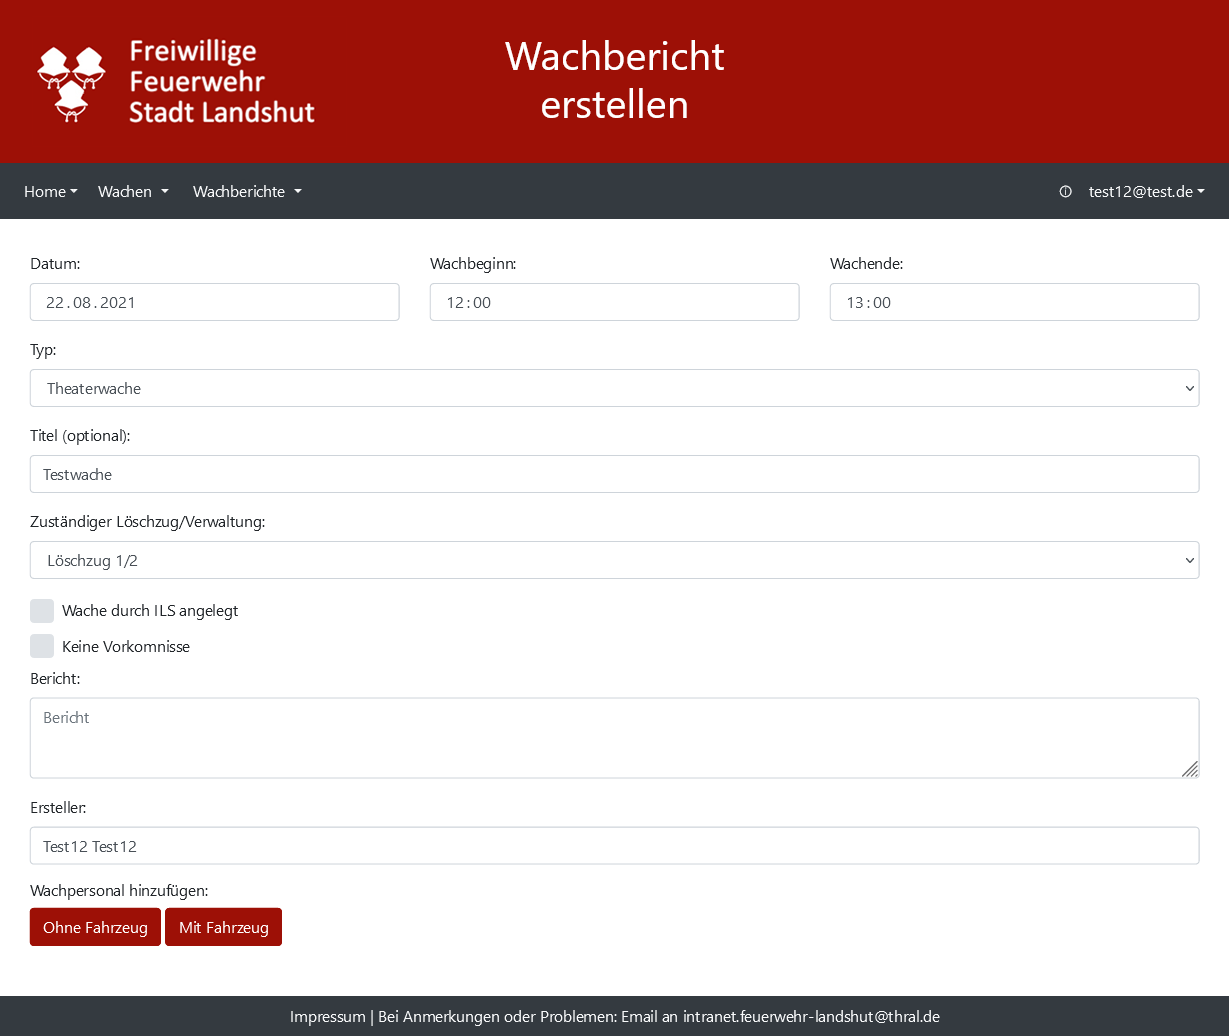 Freiwillige
Feuerwehr
Stadt Landshut
Wachbericht
erstellen
Home Wachen Wachberichte test12@test.de
Datum: Wachbeginn: Wachende:
22.08.2021 12:00 13:00
Typ:
Theaterwache
Titel (optional):
Testwache
Zuständiger Löschzug/Verwaltung:
Löschzug 1/2
Wache durch ILS angelegt
Keine Vorkomnisse
Bericht:
Bericht
Ersteller:
Test12 Test12
Wachpersonal hinzufügen:
Ohne Fahrzeug Mit Fahrzeug
Impressum | Bei Anmerkungen oder Problemen: Email an intranet.feuerwehr-landshut@thral.de